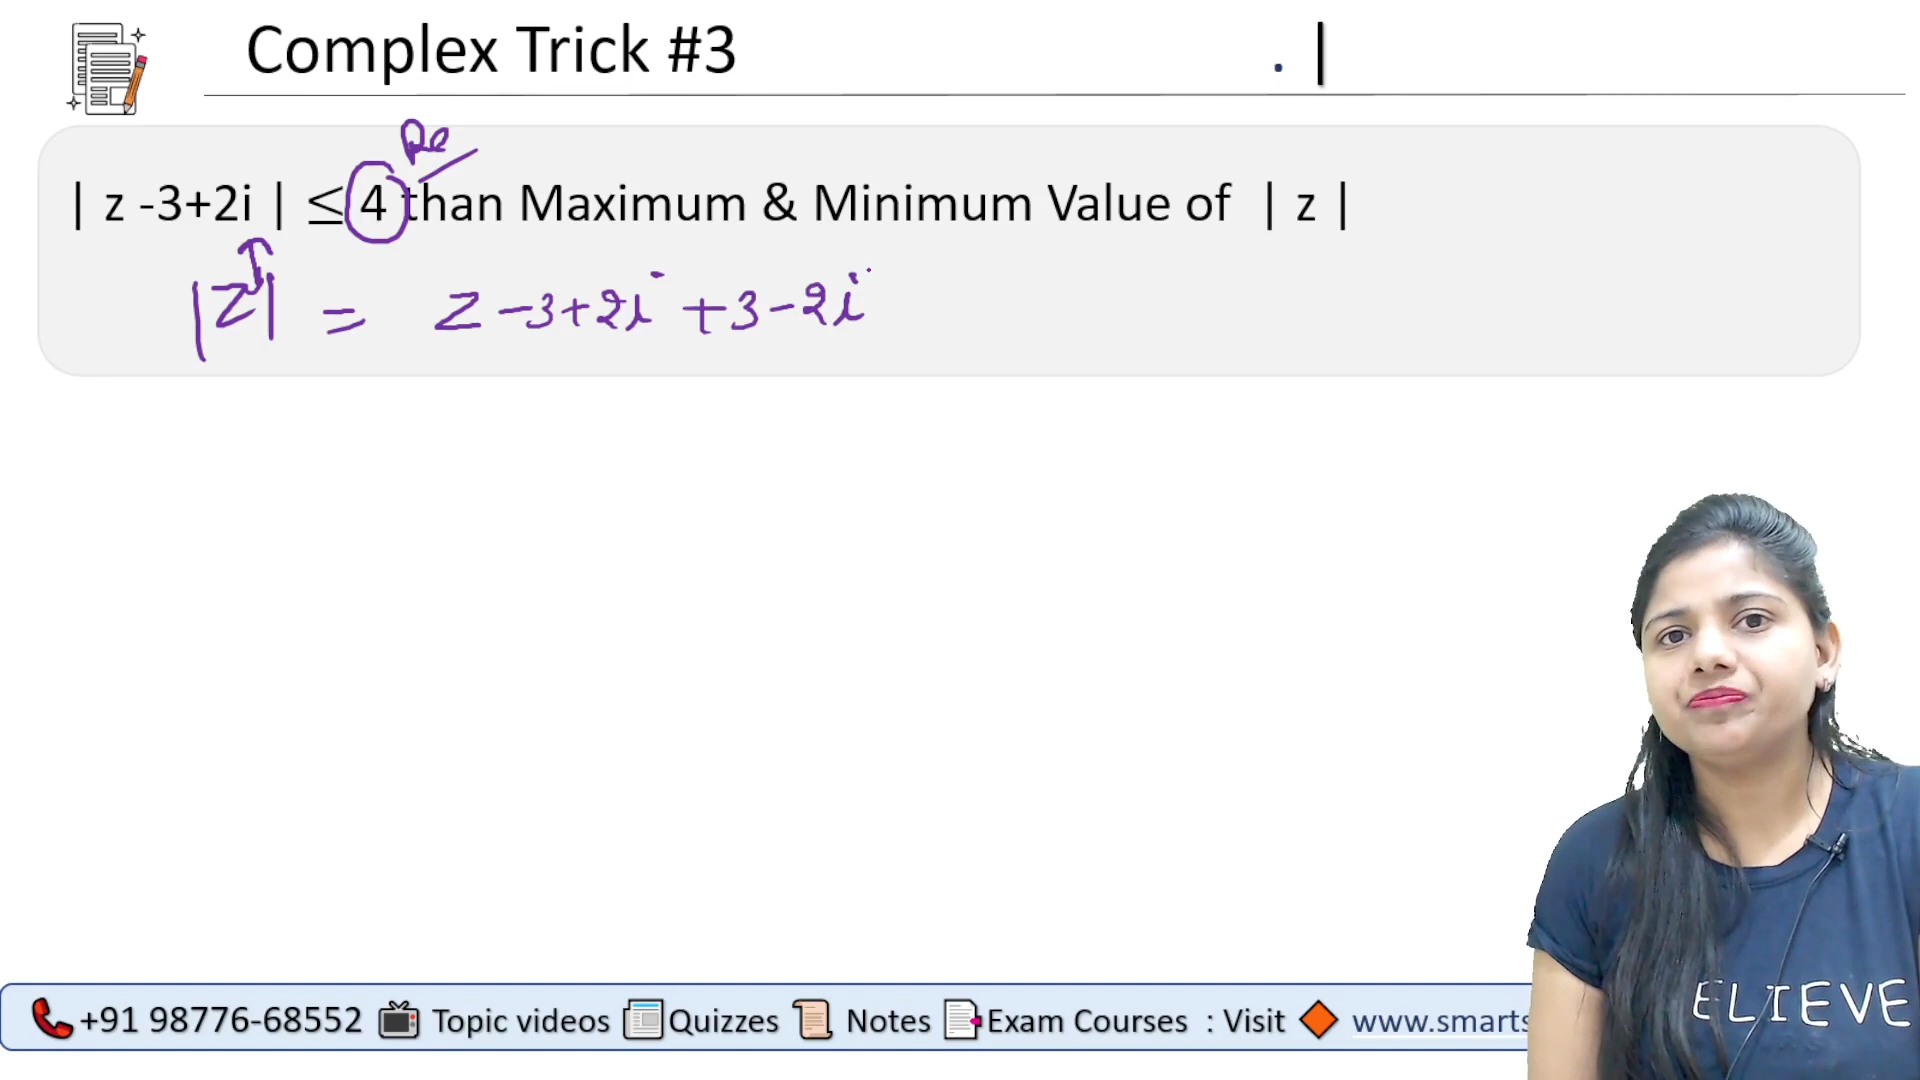 Complex Trick #3 . |
Re
| z -3+2i | ≤ 4 than Maximum & Minimum Value of | z |
|Z| = Z -3+2i +3-2i
+91 98776-68552 Topic videos Quizzes Notes Exam Courses : Visit www.smarts
ELIEVE